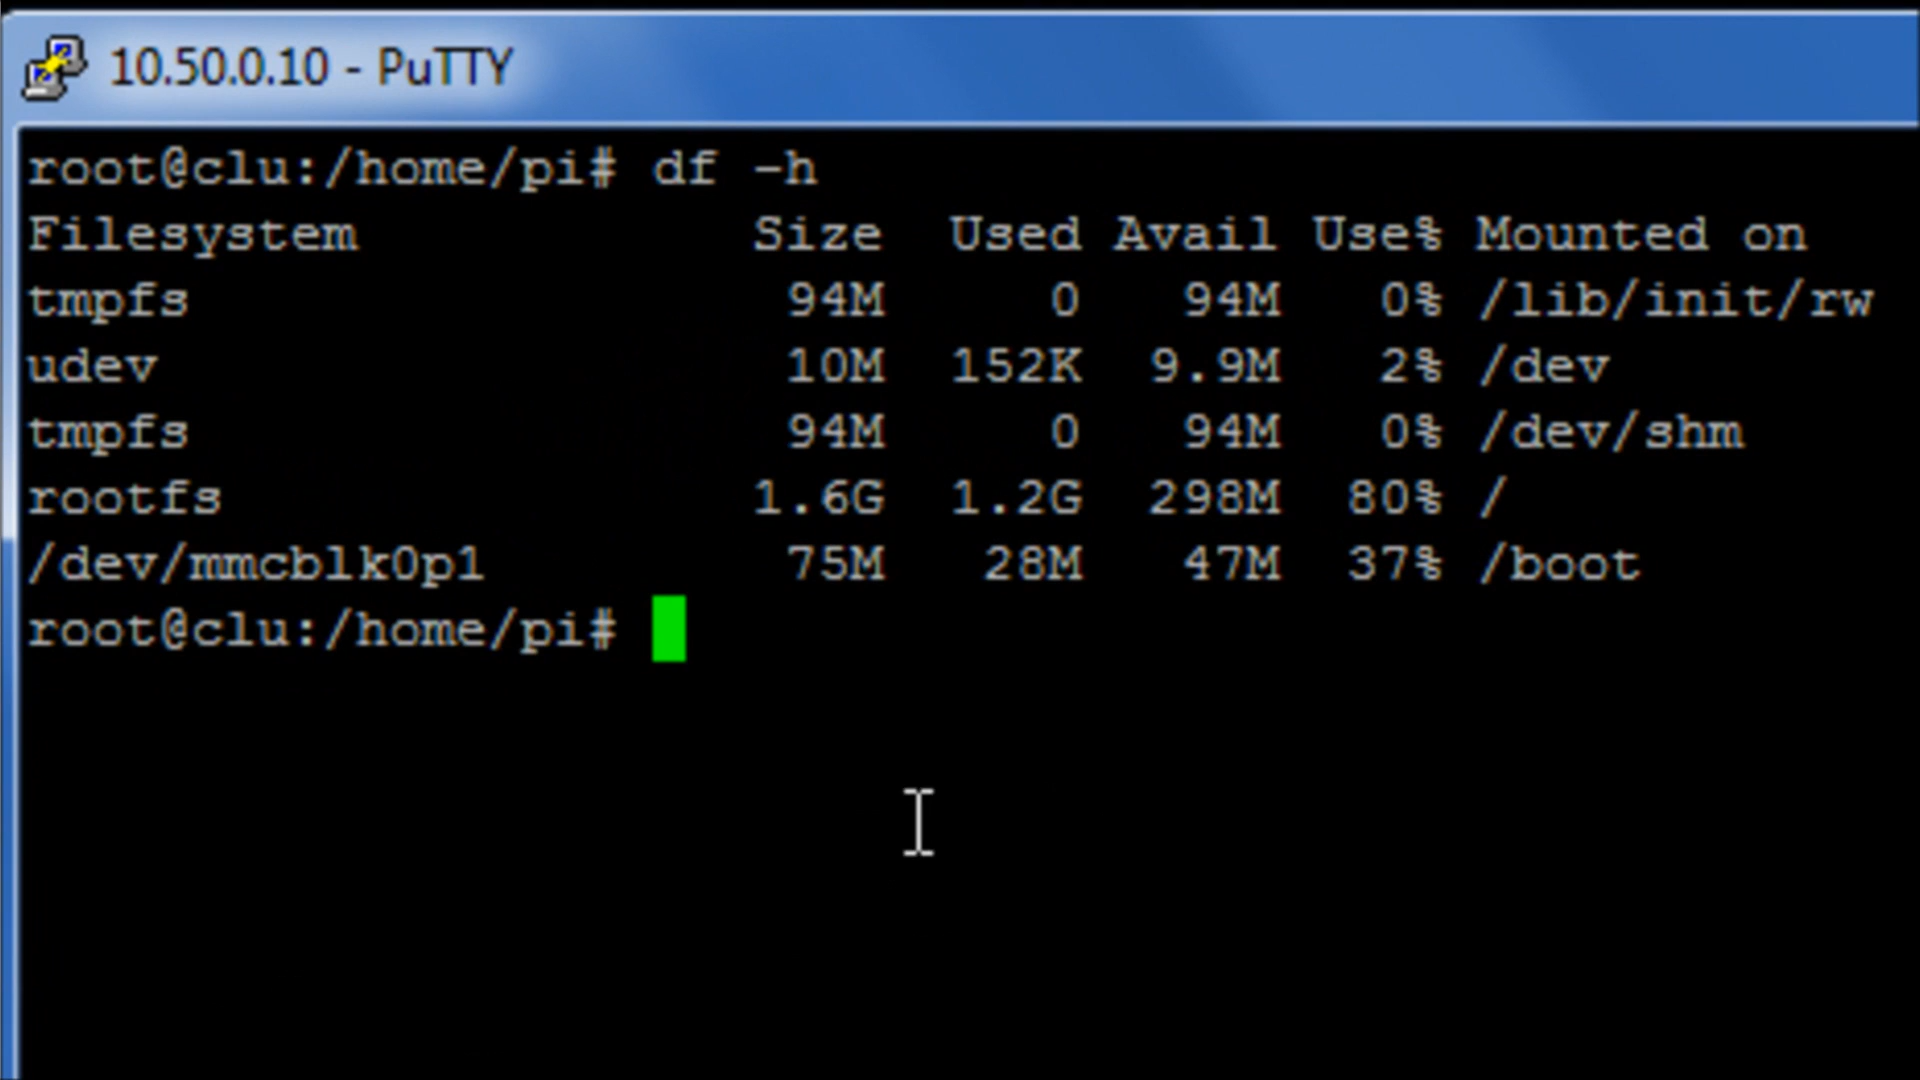 10.50.0.10 - PuTTY
root@clu:/home/pi# df -h
Filesystem            Size  Used Avail Use% Mounted on
tmpfs                  94M     0   94M   0% /lib/init/rw
udev                   10M  152K  9.9M   2% /dev
tmpfs                  94M     0   94M   0% /dev/shm
rootfs                1.6G  1.2G  298M  80% /
/dev/mmcblk0p1         75M   28M   47M  37% /boot
root@clu:/home/pi#